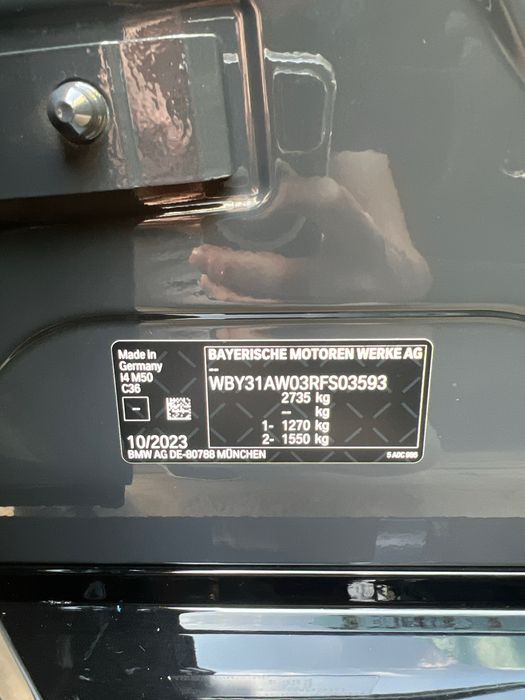 Made in
Germany
I4 M50
C36
--
10/2023
BAYERISCHE MOTOREN WERKE AG
--
WBY31AW03RFS03593
2735 kg
-- kg
1- 1270 kg
2- 1550 kg
BMW AG DE-80788 MÜNCHEN